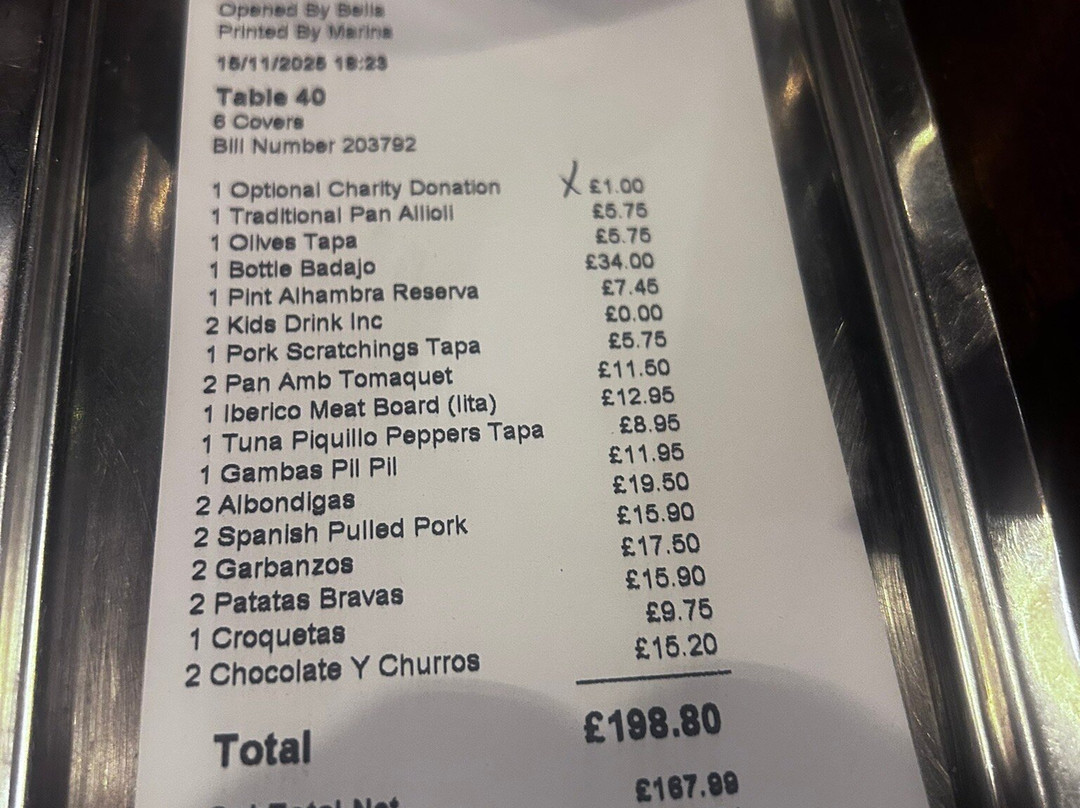 Opened By Bella
Printed By Marina
15/11/2025 18:23
Table 40
6 Covers
Bill Number 203792
1 Optional Charity Donation X £1.00
1 Traditional Pan Allioli £5.75
1 Olives Tapa £5.75
1 Bottle Badajo £34.00
1 Pint Alhambra Reserva £7.45
2 Kids Drink Inc £0.00
1 Pork Scratchings Tapa £5.75
2 Pan Amb Tomaquet £11.50
1 Iberico Meat Board (lita) £12.95
1 Tuna Piquillo Peppers Tapa £8.95
1 Gambas Pil Pil £11.95
2 Albondigas £19.50
2 Spanish Pulled Pork £15.90
2 Garbanzos £17.50
2 Patatas Bravas £15.90
1 Croquetas £9.75
2 Chocolate Y Churros £15.20
Total £198.80
Total Net £167.99